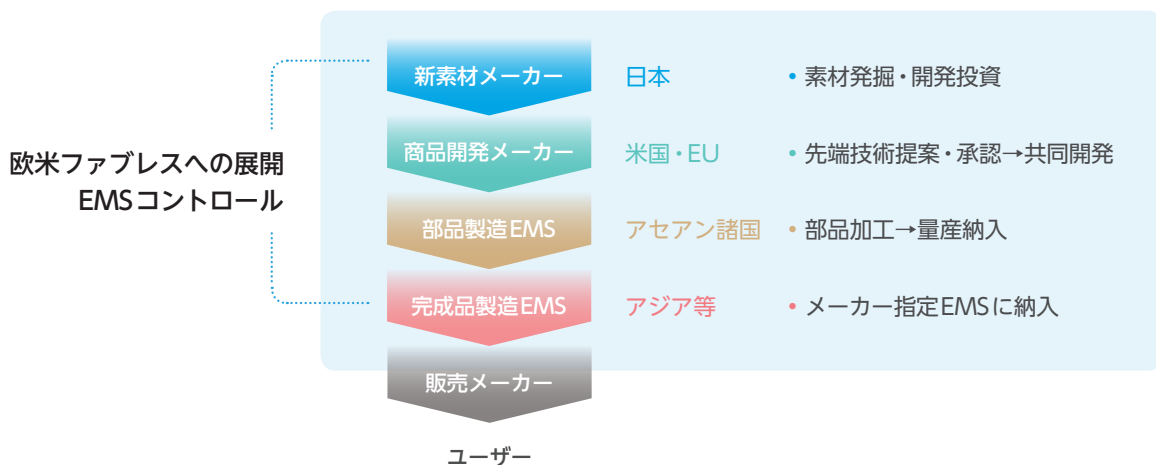 新素材メーカー 日本 • 素材発掘・開発投資
商品開発メーカー 米国・EU • 先端技術提案・承認→共同開発
欧米ファブレスへの展開
EMSコントロール
部品製造EMS アセアン諸国 • 部品加工→量産納入
完成品製造EMS アジア等 • メーカー指定EMSに納入
販売メーカー
ユーザー